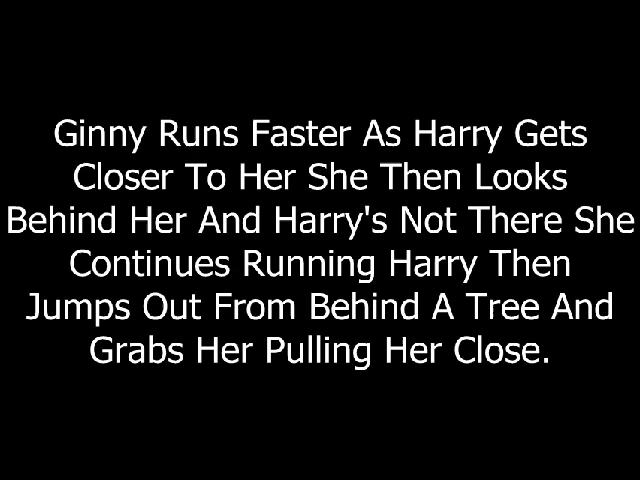 Ginny Runs Faster As Harry Gets
Closer To Her She Then Looks
Behind Her And Harry's Not There She
Continues Running Harry Then
Jumps Out From Behind A Tree And
Grabs Her Pulling Her Close.